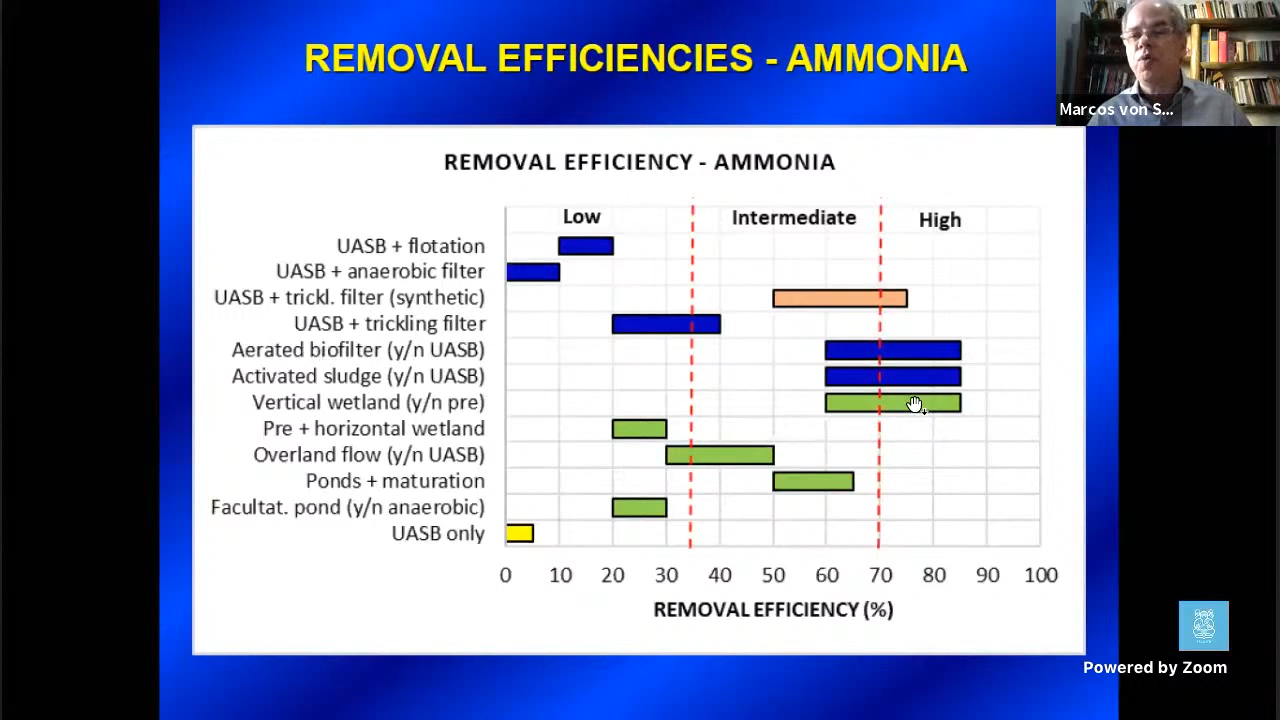 REMOVAL EFFICIENCIES - AMMONIA
Marcos von S...
REMOVAL EFFICIENCY - AMMONIA
Low
Intermediate
High
UASB + flotation
UASB + anaerobic filter
UASB + trickl. filter (synthetic)
UASB + trickling filter
Aerated biofilter (y/n UASB)
Activated sludge (y/n UASB)
Vertical wetland (y/n pre)
Pre + horizontal wetland
Overland flow (y/n UASB)
Ponds + maturation
Facultat. pond (y/n anaerobic)
UASB only
0 10 20 30 40 50 60 70 80 90 100
REMOVAL EFFICIENCY (%)
Powered by Zoom